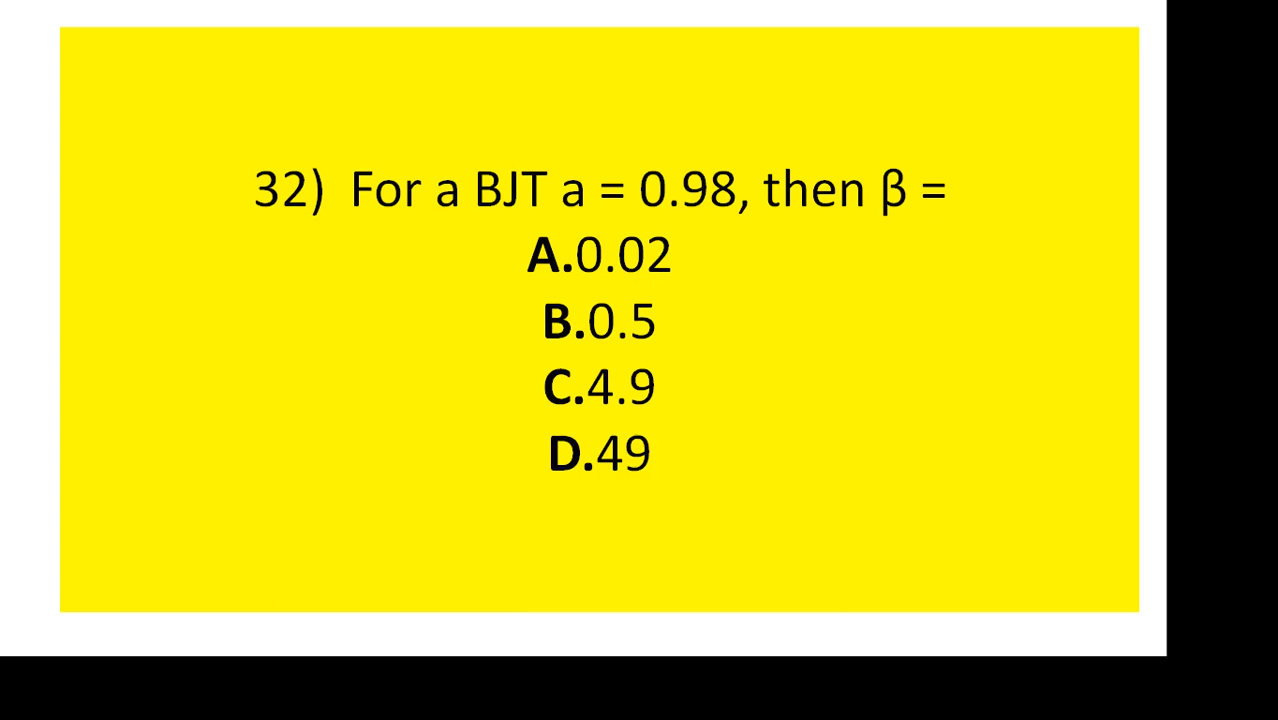 32)  For a BJT a = 0.98, then β =
A.0.02
B.0.5
C.4.9
D.49